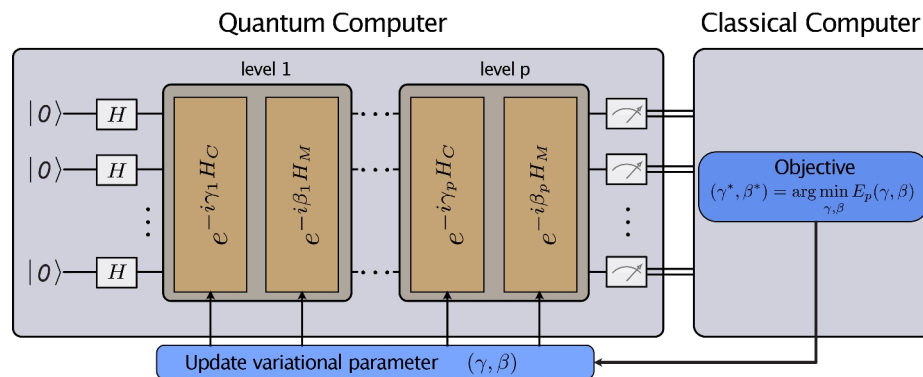 Quantum Computer
Classical Computer
level 1
level p
|0⟩ H
|0⟩ H
|0⟩ H
e^{-iγ_1 H_C}
e^{-iβ_1 H_M}
e^{-iγ_p H_C}
e^{-iβ_p H_M}
Objective
(γ*, β*) = arg min E_p(γ, β)
γ,β
Update variational parameter (γ, β)